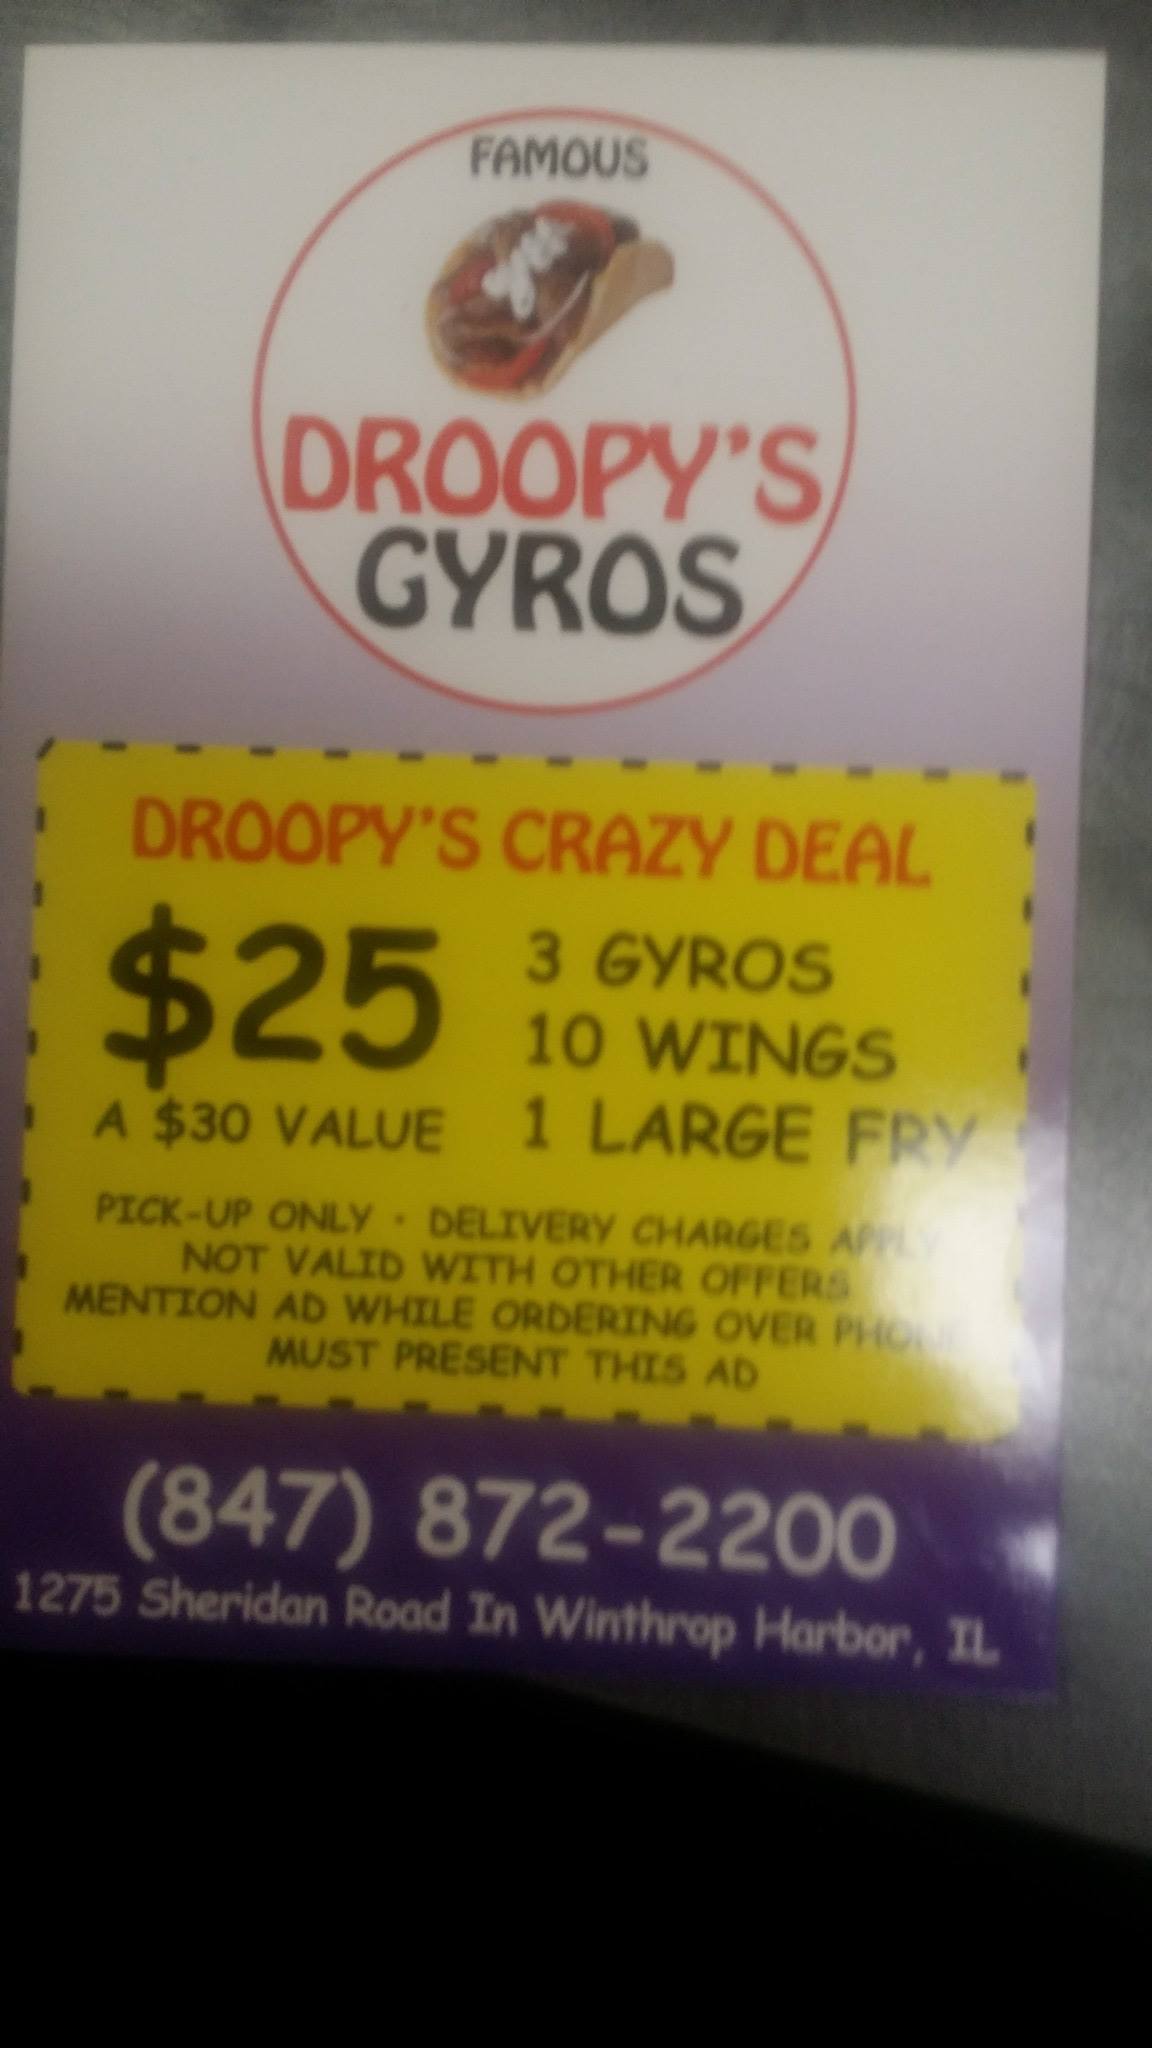 FAMOUS
DROOPY'S
GYROS
DROOPY'S CRAZY DEAL
$25
A $30 VALUE
3 GYROS
10 WINGS
1 LARGE FRY
PICK-UP ONLY · DELIVERY CHARGES APPLY
NOT VALID WITH OTHER OFFERS
MENTION AD WHILE ORDERING OVER PHONE
MUST PRESENT THIS AD
(847) 872-2200
1275 Sheridan Road In Winthrop Harbor, IL